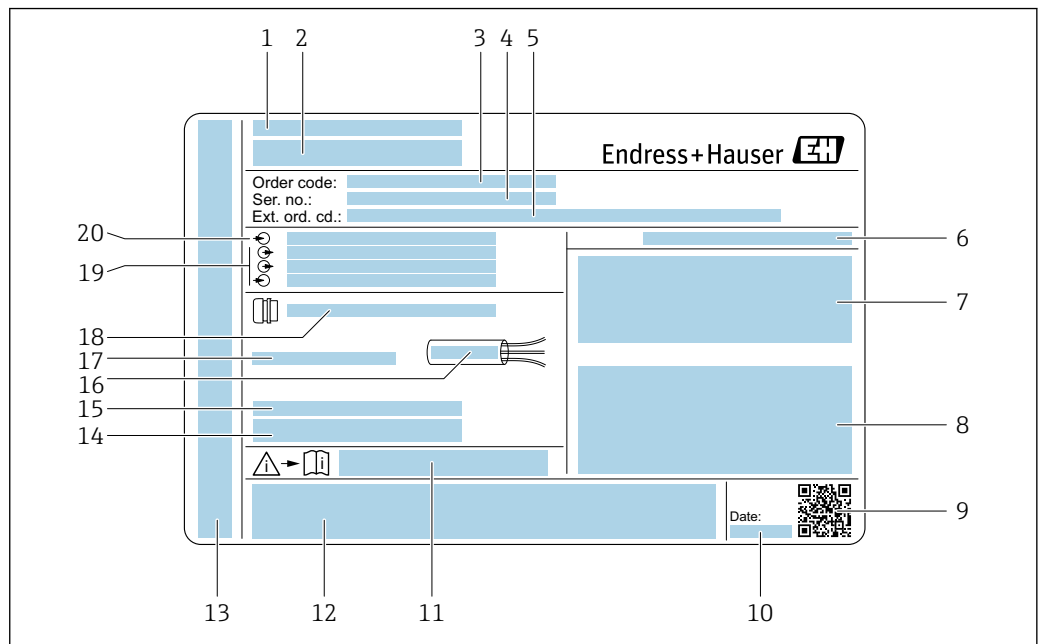 1 2 3 4 5
Endress+Hauser EH
Order code:
Ser. no.:
Ext. ord. cd.:
20
19
18
17
16
15
14
6
7
8
9
i i
Date:
13 12 11 10